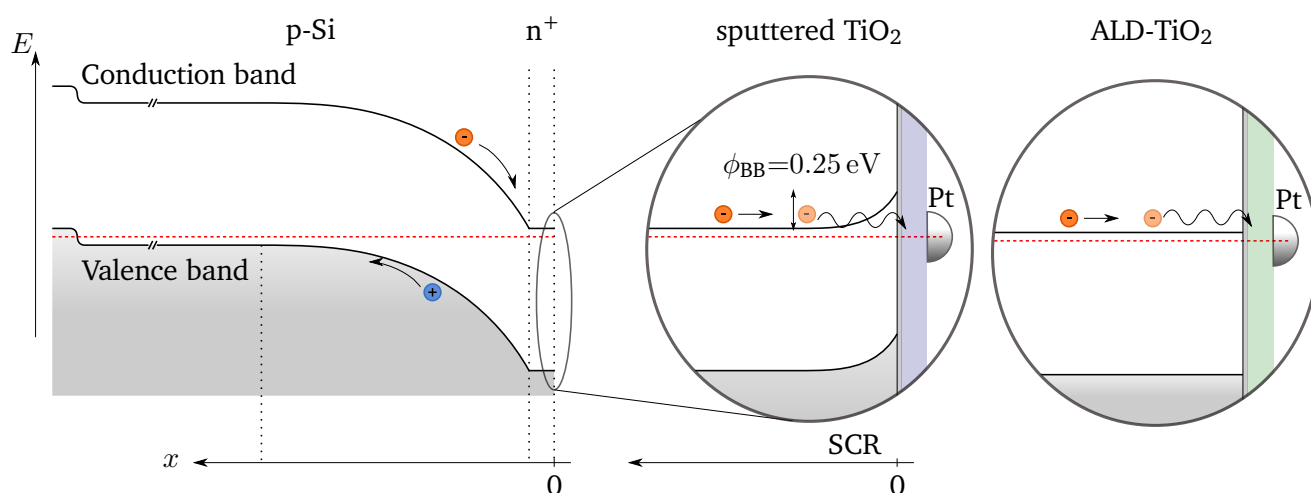 p-Si
n⁺
sputtered TiO₂
ALD-TiO₂
E
Conduction band
-
ϕBB=0.25 eV
- -
Pt
- -
Pt
Valence band
+
SCR
x
0
0